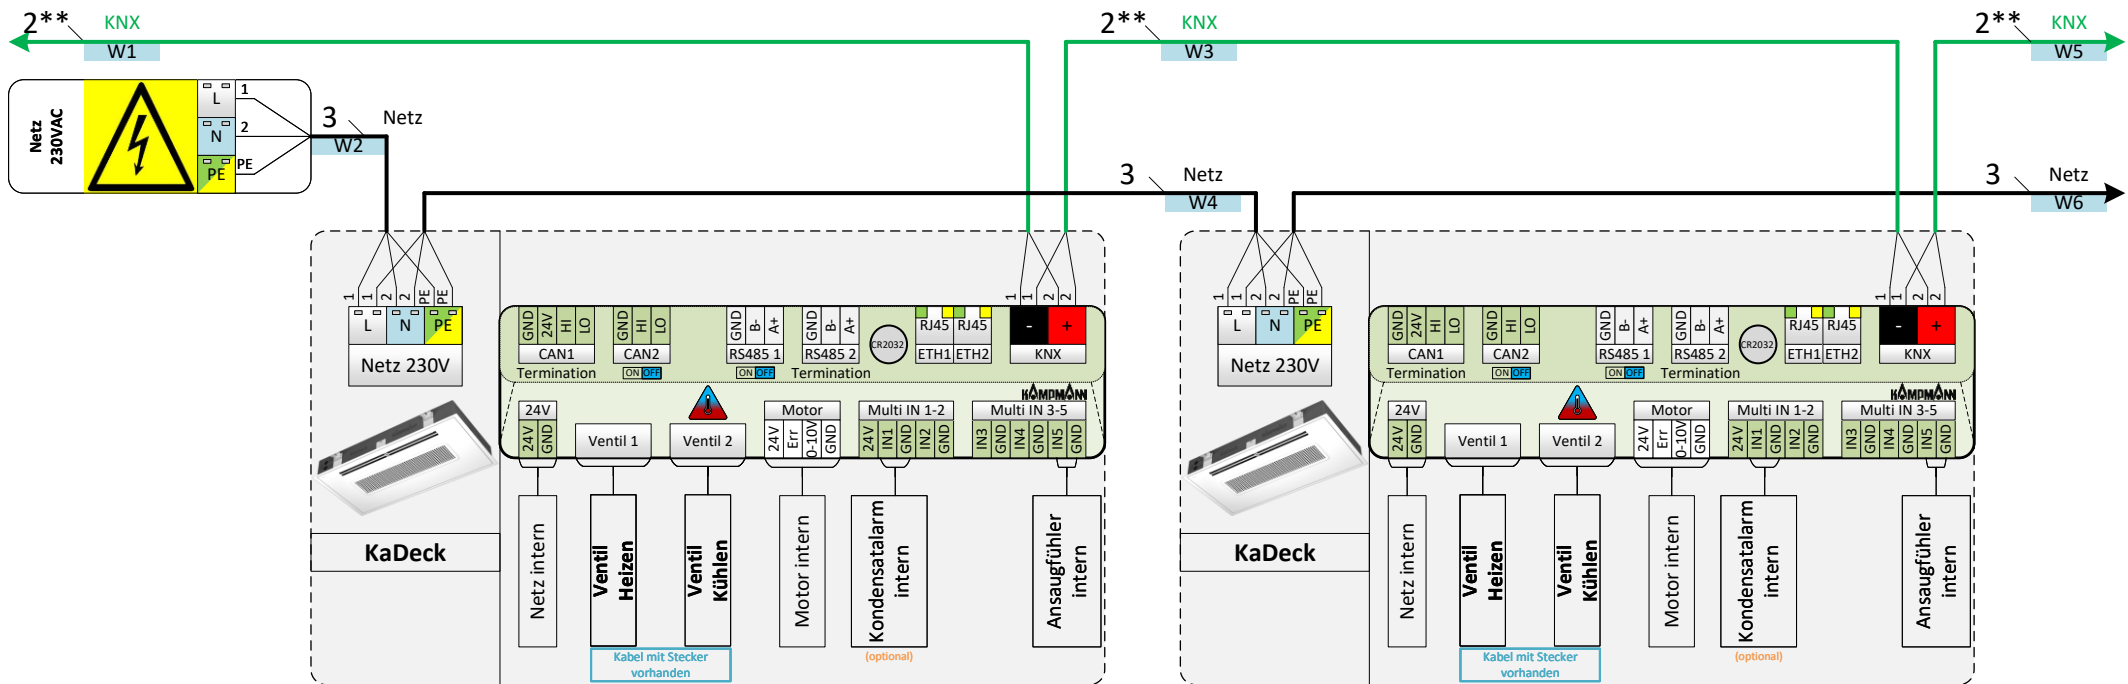 2** KNX
W1
2** KNX
W3
2** KNX
W5
Netz
230VAC
L
N
PE
1
2
PE
3 Netz
W2
3 Netz
W4
3 Netz
W6
1 1 2 2 PE PE
L N PE
Netz 230V
KaDeck
1 1 2 2
GND 24V HI LO
CAN1
GND HI LO
CAN2
GND B- A+
RS485 1
GND B- A+
RS485 2
CR2032
RJ45 RJ45
ETH1 ETH2
- +
KNX
Termination ON OFF ON OFF Termination
KAMPMANN
24V
24V GND
Ventil 1
Ventil 2
Motor
24V Err 0-10V GND
Multi IN 1-2
24V IN1 GND IN2 GND
Multi IN 3-5
IN3 GND IN4 GND IN5 GND
Netz intern
Ventil
Heizen
Ventil
Kühlen
Motor intern
Kondensatalarm
intern
Ansaugfühler
intern
Kabel mit Stecker
vorhanden
(optional)
1 1 2 2 PE PE
L N PE
Netz 230V
KaDeck
1 1 2 2
GND 24V HI LO
CAN1
GND HI LO
CAN2
GND B- A+
RS485 1
GND B- A+
RS485 2
CR2032
RJ45 RJ45
ETH1 ETH2
- +
KNX
Termination ON OFF ON OFF Termination
KAMPMANN
24V
24V GND
Ventil 1
Ventil 2
Motor
24V Err 0-10V GND
Multi IN 1-2
24V IN1 GND IN2 GND
Multi IN 3-5
IN3 GND IN4 GND IN5 GND
Netz intern
Ventil
Heizen
Ventil
Kühlen
Motor intern
Kondensatalarm
intern
Ansaugfühler
intern
Kabel mit Stecker
vorhanden
(optional)